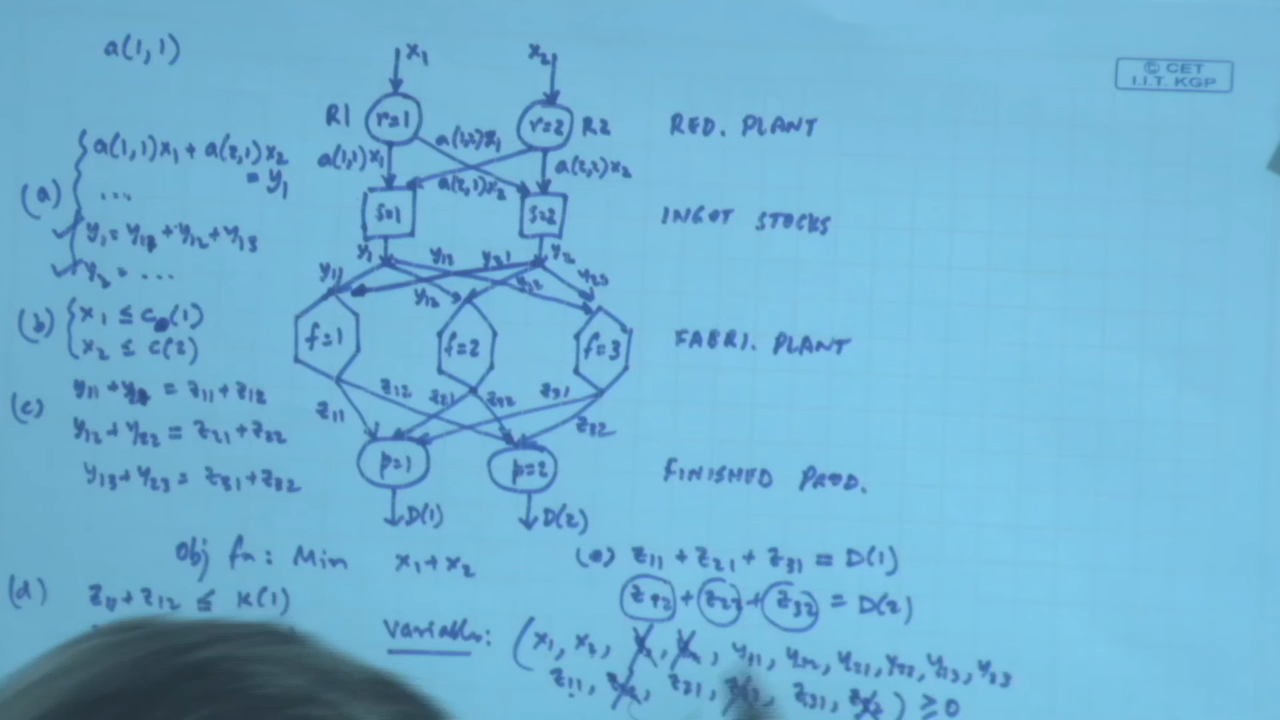 a(1,1)
x1
x2
© CET
I.I.T. KGP
R1
r=1
r=2
R2
RED. PLANT
a(1,1)x1
a(1,2)x1
a(2,1)x2
a(2,2)x2
(a)
a(1,1)x1 + a(2,1)x2
= y1
...
y1 = y11 + y12 + y13
y2 = ...
s=1
s=2
INGOT STOCKS
y1
y12
y21
y2
y11
y13
y22
y23
(b)
x1 ≤ c(1)
x2 ≤ c(2)
f=1
f=2
f=3
FABRI. PLANT
(c)
y11 + y21 = z11 + z12
y12 + y22 = z21 + z22
y13 + y23 = z31 + z32
z11
z12
z21
z22
z31
z32
p=1
p=2
FINISHED PROD.
D(1)
D(2)
Obj fn: Min x1 + x2
(e) z11 + z21 + z31 = D(1)
z12 + z22 + z32 = D(2)
(d)
z11 + z12 ≤ K(1)
Variables: (x1, x2, y1, y2, y11, y12, y21, y22, y13, y23
z11, z12, z21, z22, z31, z32) ≥ 0